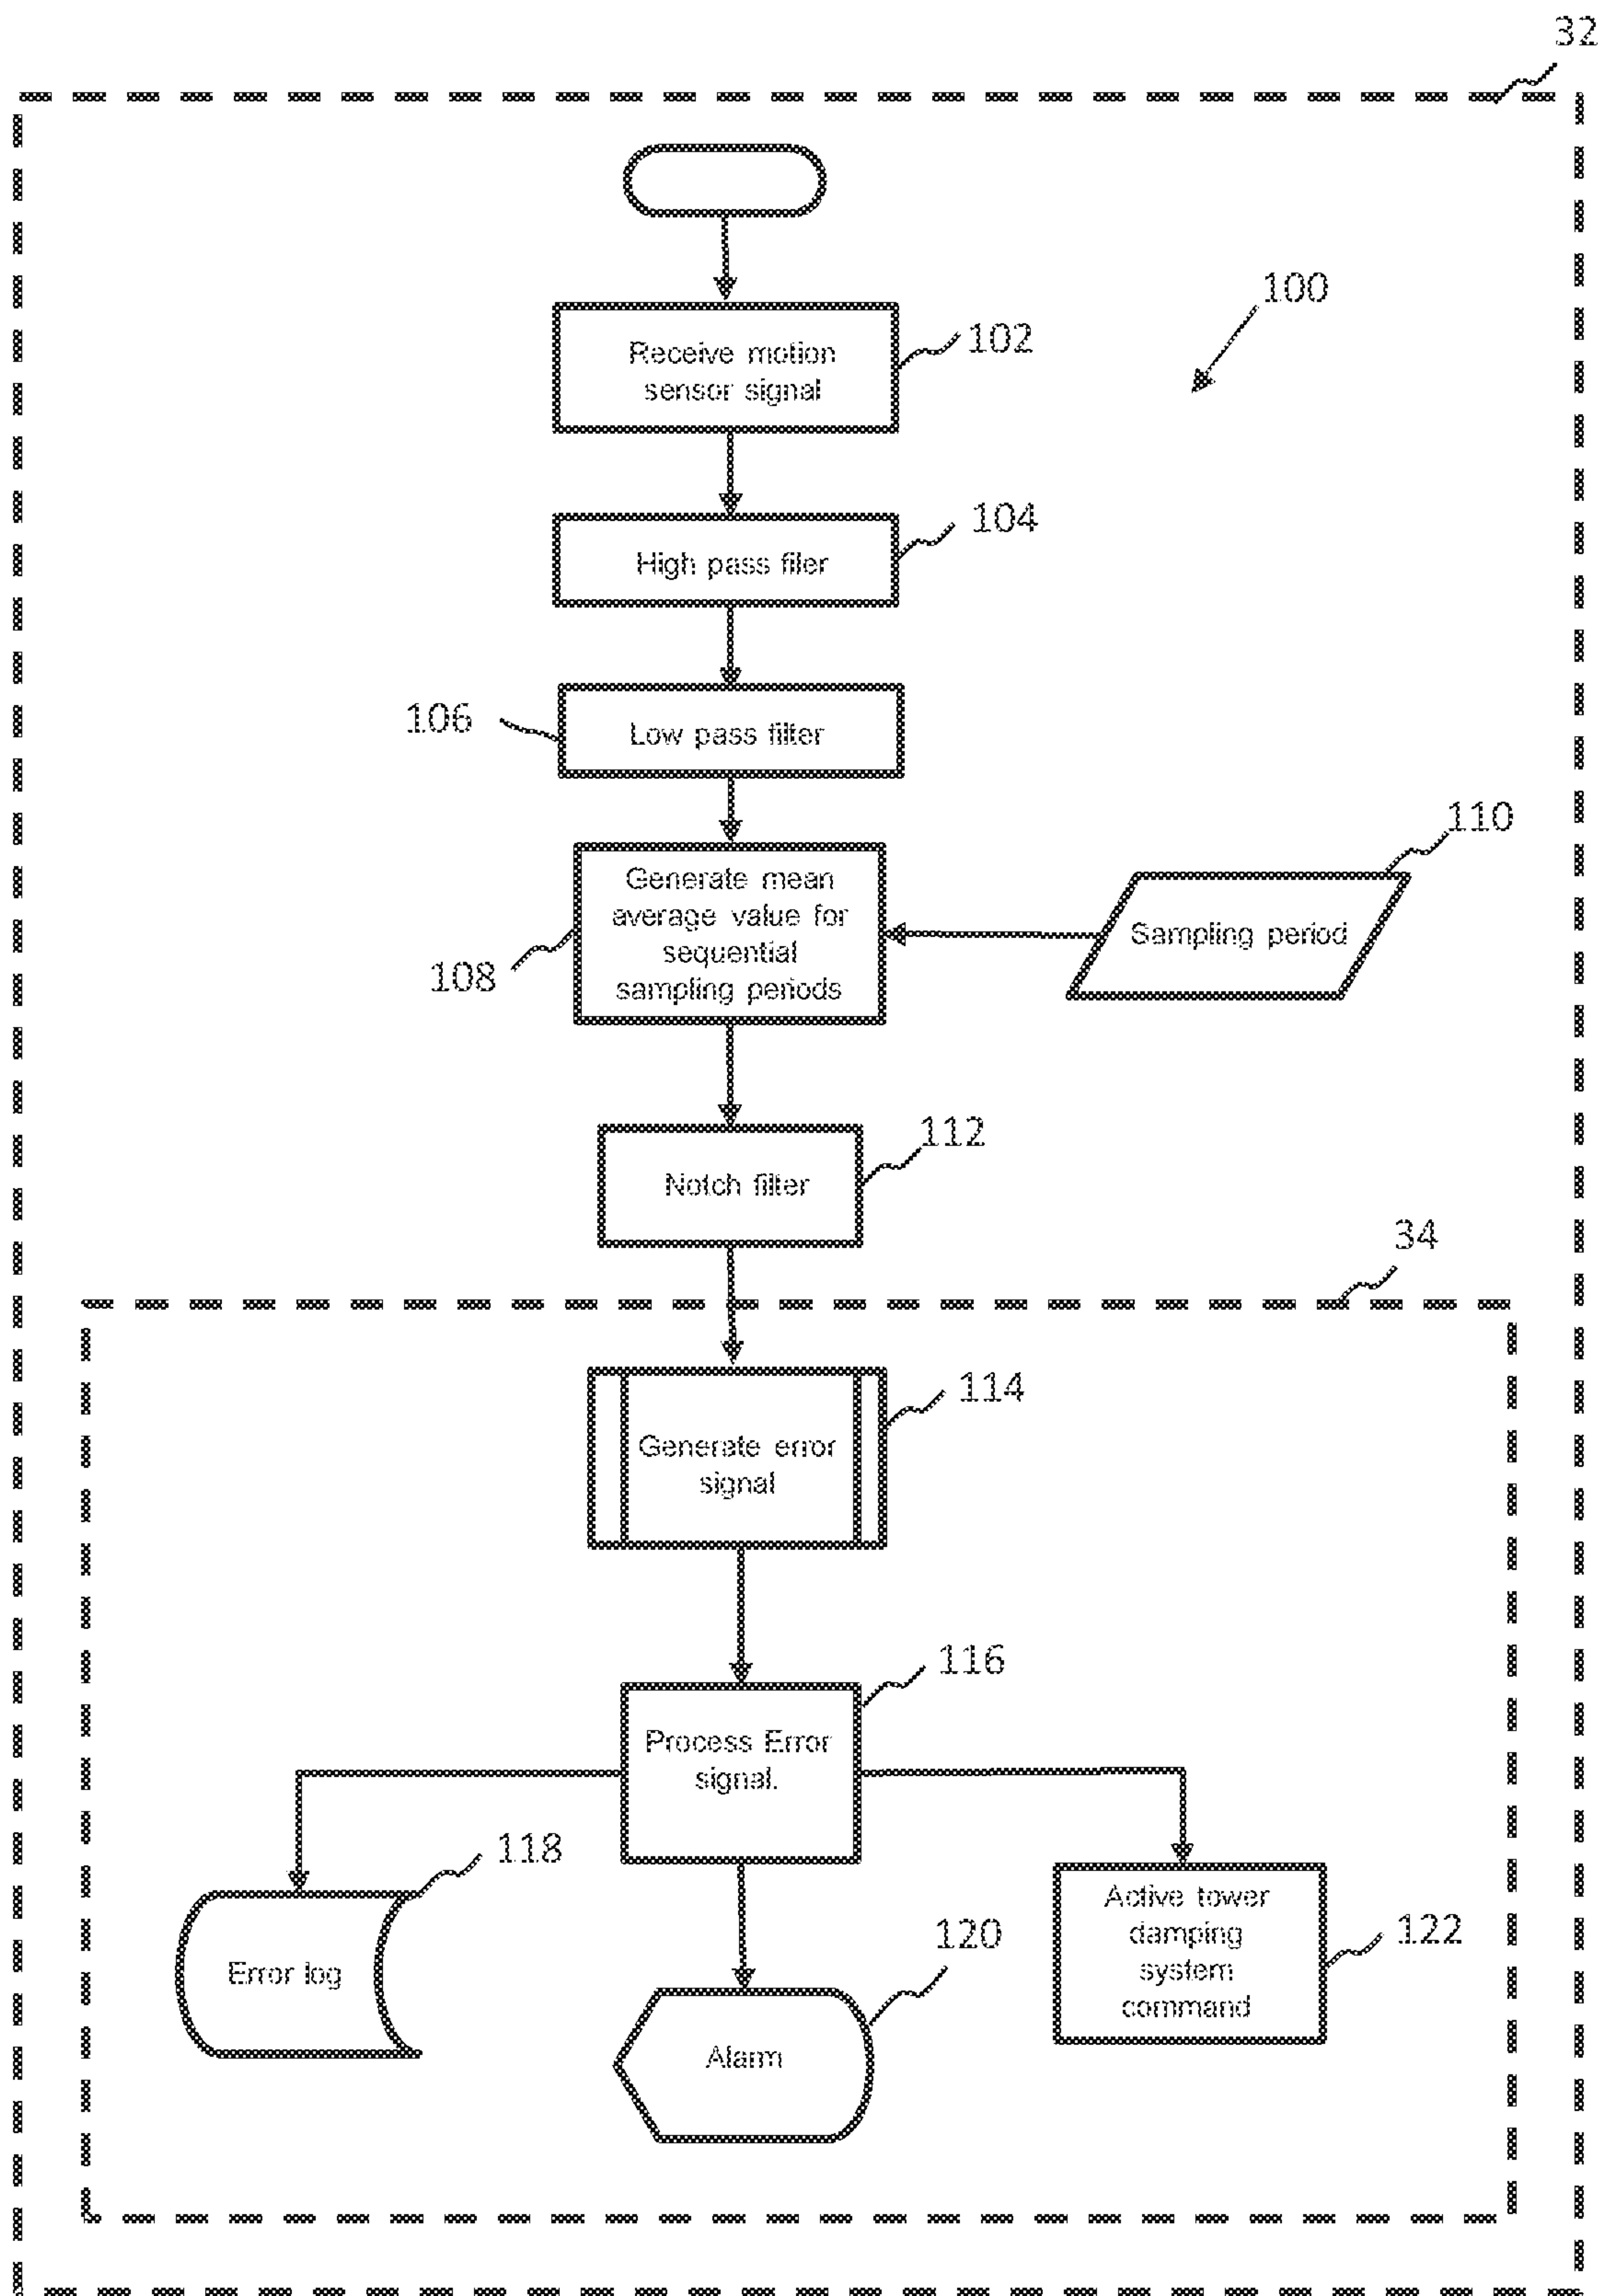 32
100
Receive motion
sensor signal
102
High pass filer
104
106
Low pass filter
Generate mean
average value for
sequential
sampling periods
108
110
Sampling period
112
Notch filter
34
114
Generate error
signal
116
Process Error
signal.
118
Error log
120
Alarm
Active tower
damping
system
command
122